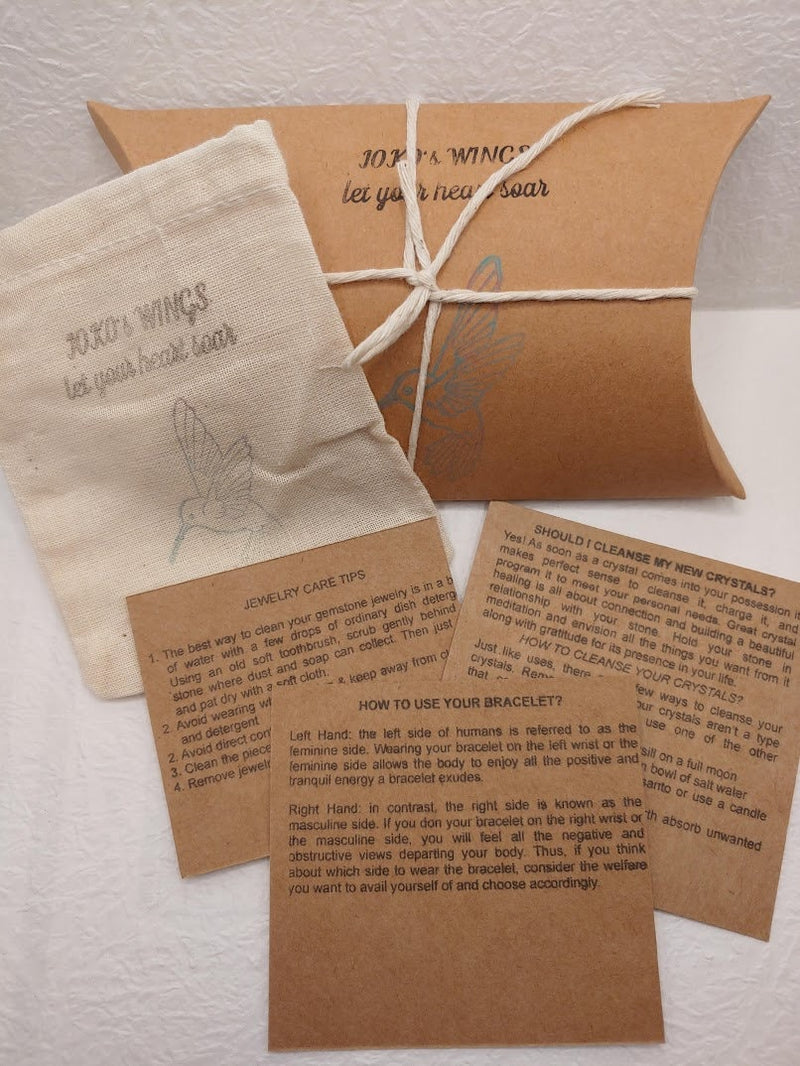 JOKO's WINGS
let your heart soar
JOKO's WINGS
let your heart soar
JEWELRY CARE TIPS
1. The best way to clean your gemstone jewelry is in a b
of water with a few drops of ordinary dish deterg
Using an old soft toothbrush, scrub gently behind
stone where dust and soap can collect. Then just
and pat dry with a soft cloth.
2. Avoid wearing wh & keep away from ch
and detergent
2. Avoid direct con
3. Clean the piece
4. Remove jewelr
SHOULD I CLEANSE MY NEW CRYSTALS?
Yes! As soon as a crystal comes into your possession it
makes perfect sense to cleanse it, charge it, and
program it to meet your personal needs. Great crystal
healing is all about connection and building a beautiful
relationship with your stone. Hold your stone in
meditation and envision all the things you want from it
along with gratitude for its presence in your life.
HOW TO CLEANSE YOUR CRYSTALS?
Just like uses, there few ways to cleanse your
crystals. Rem our crystals aren't a type
that use one of the other
sill on a full moon
bowl of salt water
santo or use a candle
th absorb unwanted
HOW TO USE YOUR BRACELET?
Left Hand: the left side of humans is referred to as the
feminine side. Wearing your bracelet on the left wrist or the
feminine side allows the body to enjoy all the positive and
tranquil energy a bracelet exudes.
Right Hand: in contrast, the right side is known as the
masculine side. If you don your bracelet on the right wrist or
the masculine side, you will feel all the negative and
obstructive views departing your body. Thus, if you think
about which side to wear the bracelet, consider the welfare
you want to avail yourself of and choose accordingly.